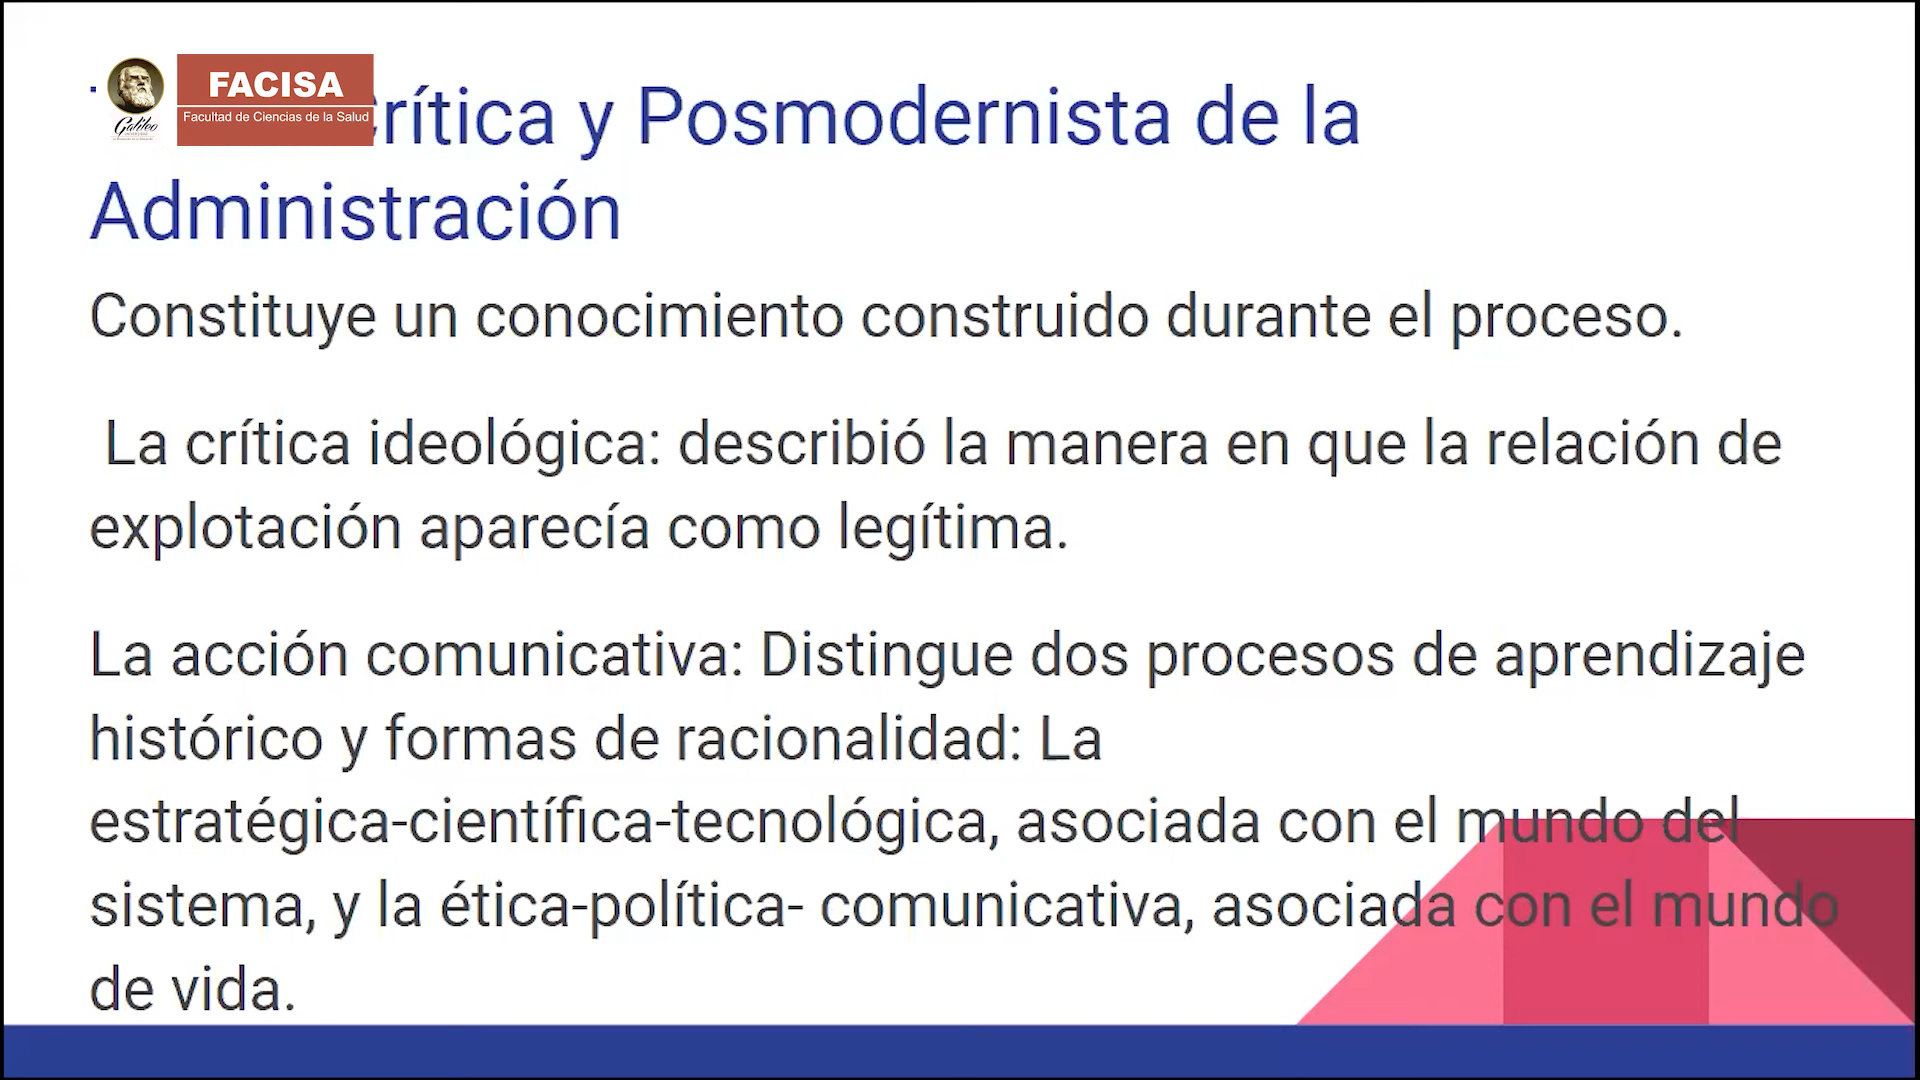 FACISA
Facultad de Ciencias de la Salud
Galileo
Crítica y Posmodernista de la
Administración
Constituye un conocimiento construido durante el proceso.
La crítica ideológica: describió la manera en que la relación de
explotación aparecía como legítima.
La acción comunicativa: Distingue dos procesos de aprendizaje
histórico y formas de racionalidad: La
estratégica-científica-tecnológica, asociada con el mundo del
sistema, y la ética-política- comunicativa, asociada con el mundo
de vida.